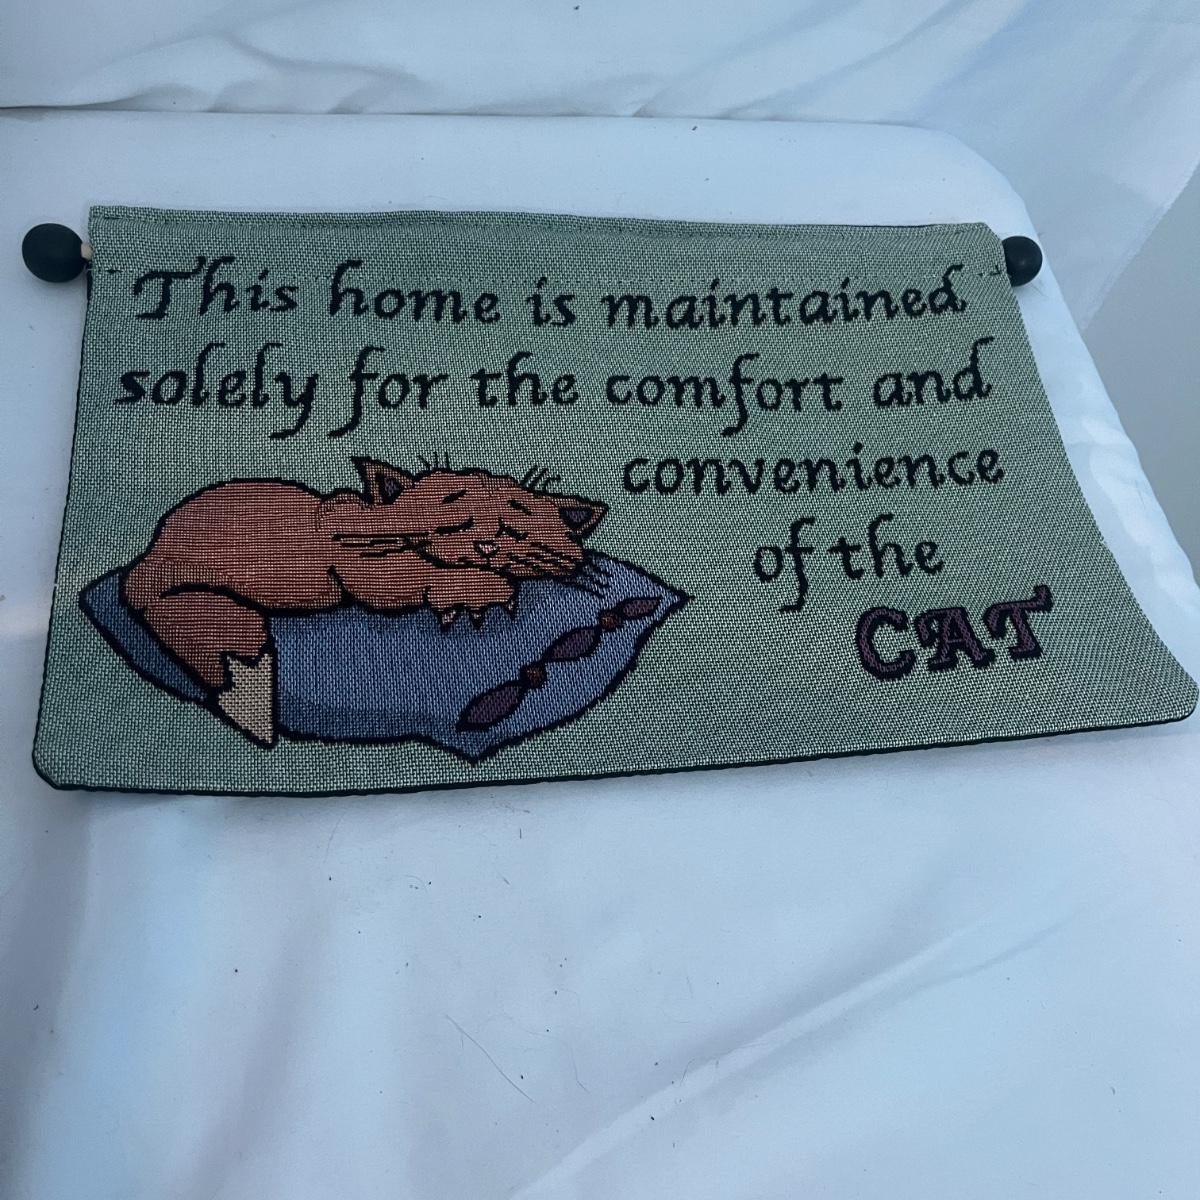 This home is maintained
solely for the comfort and
convenience
of the
CAT